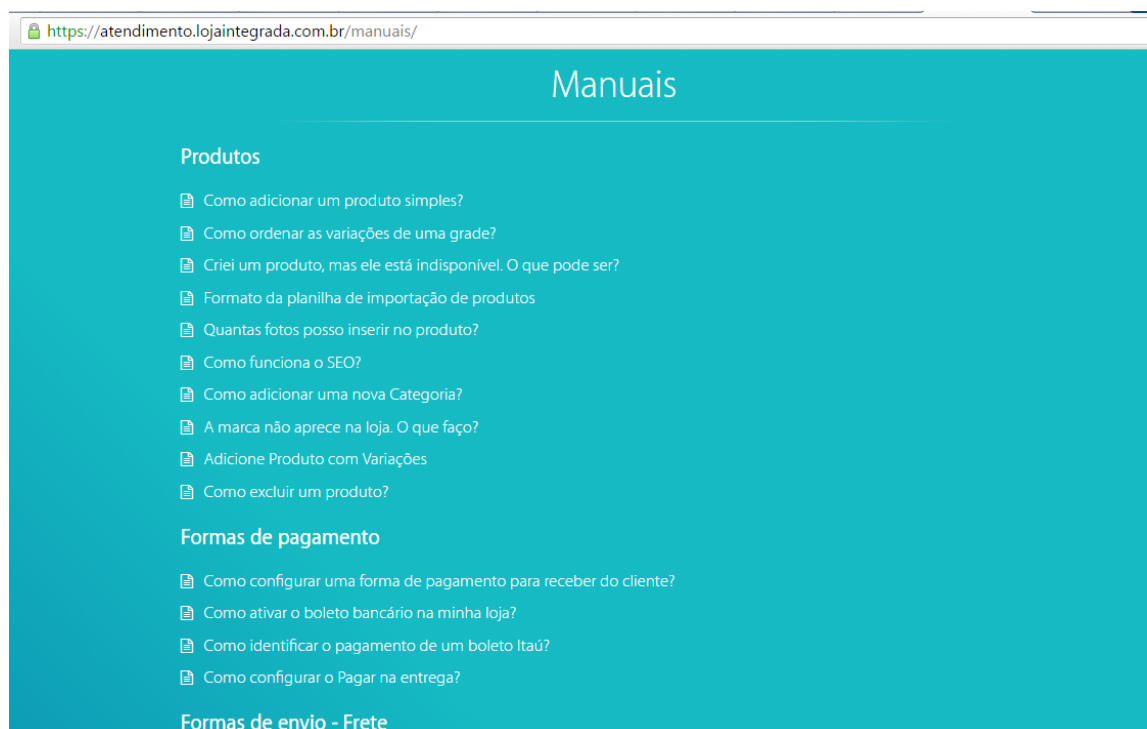 https://atendimento.lojaintegrada.com.br/manuais/
Manuais
Produtos
Como adicionar um produto simples?
Como ordenar as variações de uma grade?
Criei um produto, mas ele está indisponível. O que pode ser?
Formato da planilha de importação de produtos
Quantas fotos posso inserir no produto?
Como funciona o SEO?
Como adicionar uma nova Categoria?
A marca não aprece na loja. O que faço?
Adicione Produto com Variações
Como excluir um produto?
Formas de pagamento
Como configurar uma forma de pagamento para receber do cliente?
Como ativar o boleto bancário na minha loja?
Como identificar o pagamento de um boleto Itaú?
Como configurar o Pagar na entrega?
Formas de envio - Frete